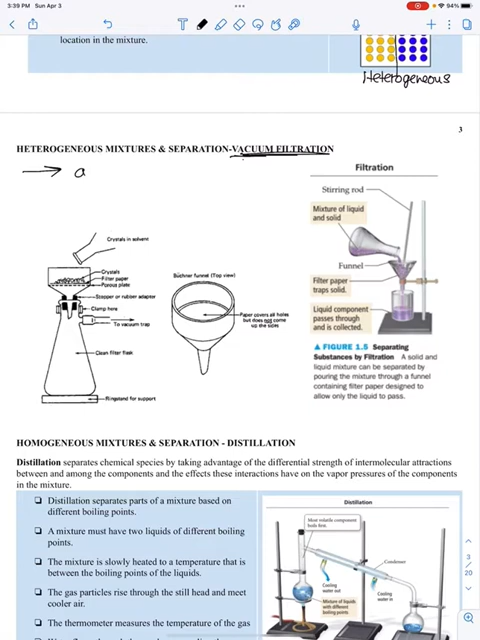 3:39 PM Sun Apr 3
94%
location in the mixture.
Heterogeneous
3
HETEROGENEOUS MIXTURES & SEPARATION-VACUUM FILTRATION
→ a
Filtration
Stirring rod
Mixture of liquid
and solid
Funnel
Filter paper
traps solid.
Liquid component
passes through
and is collected.
▲ FIGURE 1.5 Separating
Substances by Filtration A solid and
liquid mixture can be separated by
pouring the mixture through a funnel
containing filter paper designed to
allow only the liquid to pass.
Crystals in solvent
Crystals
Filter paper
Porous plate
Stopper or rubber adapter
Clamp here
To vacuum trap
Clean filter flask
Ringstand for support
Büchner funnel (Top view)
Paper covers all holes
but does not come
up the sides
HOMOGENEOUS MIXTURES & SEPARATION - DISTILLATION
Distillation separates chemical species by taking advantage of the differential strength of intermolecular attractions
between and among the components and the effects these interactions have on the vapor pressures of the components
in the mixture.
❑ Distillation separates parts of a mixture based on
different boiling points.
❑ A mixture must have two liquids of different boiling
points.
❑ The mixture is slowly heated to a temperature that is
between the boiling points of the liquids.
❑ The gas particles rise through the still head and meet
cooler air.
❑ The thermometer measures the temperature of the gas
Distillation
Most volatile component
boils first.
Condenser
Cooling
water out
Cooling
water in
Mixture of liquids
with different
boiling points
3
20